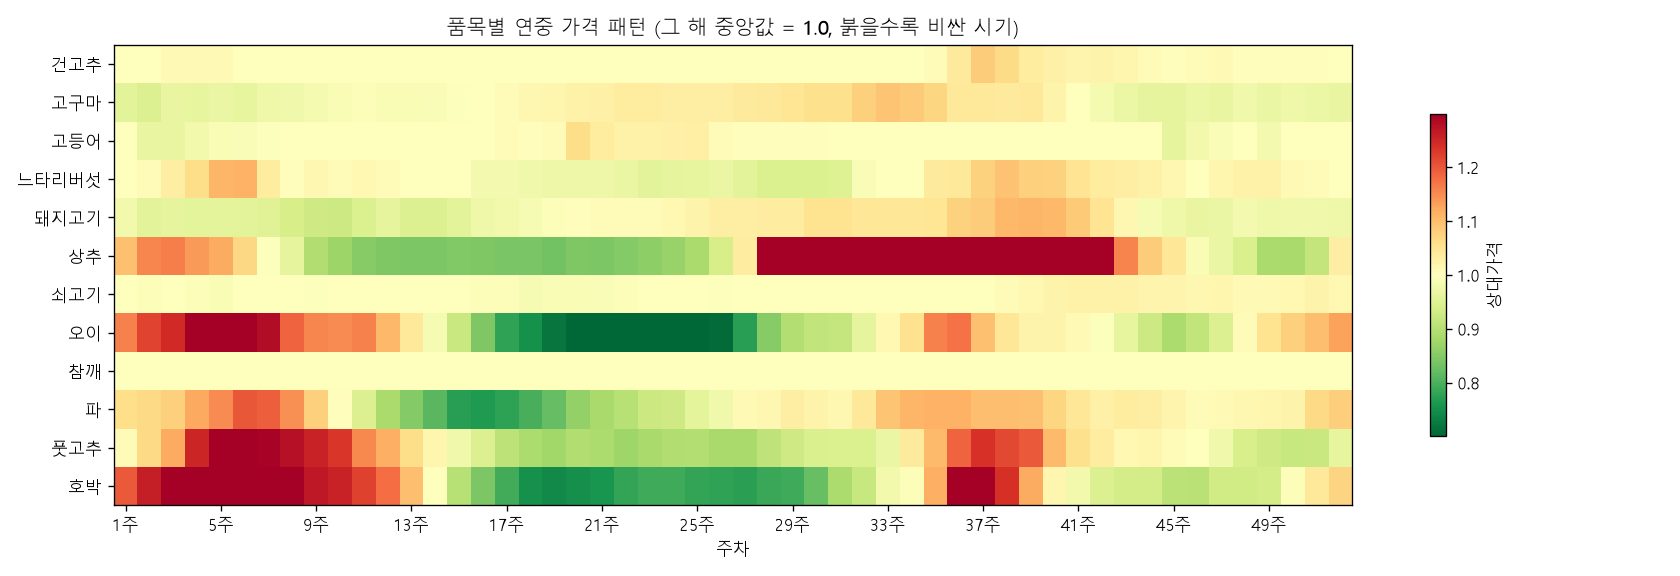 품목별 연중 가격 패턴 (그 해 중앙값 = 1.0, 붉을수록 비싼 시기)
건고추
고구마
고등어
느타리버섯
돼지고기
상추
쇠고기
오이
참깨
파
풋고추
호박
1주 5주 9주 13주 17주 21주 25주 29주 33주 37주 41주 45주 49주
주차
1.2
1.1
1.0
0.9
0.8
상대가격